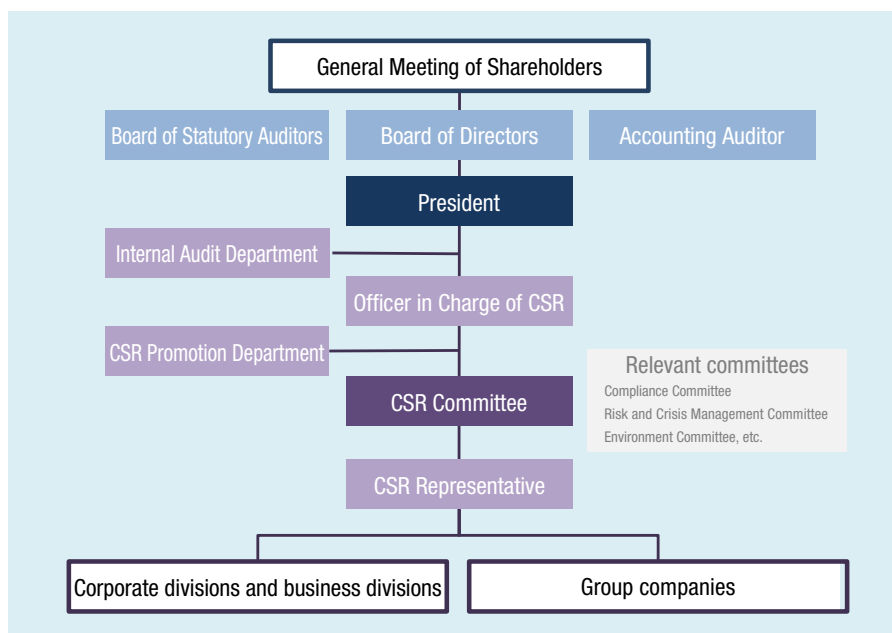 General Meeting of Shareholders
Board of Statutory Auditors
Board of Directors
Accounting Auditor
President
Internal Audit Department
Officer in Charge of CSR
CSR Promotion Department
Relevant committees
Compliance Committee
Risk and Crisis Management Committee
Environment Committee, etc.
CSR Committee
CSR Representative
Corporate divisions and business divisions
Group companies